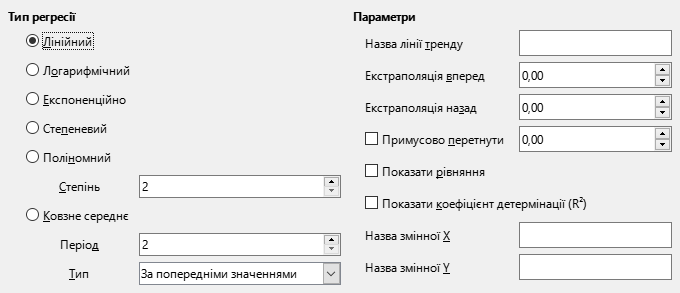 Тип регресії
Лінійний
Логарифмічний
Експоненційно
Степеневий
Поліномний
Степінь 2
Ковзне середнє
Період 2
Тип За попередніми значеннями
Параметри
Назва лінії тренду
Екстраполяція вперед 0,00
Екстраполяція назад 0,00
Примусово перетнути 0,00
Показати рівняння
Показати коефіцієнт детермінації (R²)
Назва змінної X
Назва змінної Y